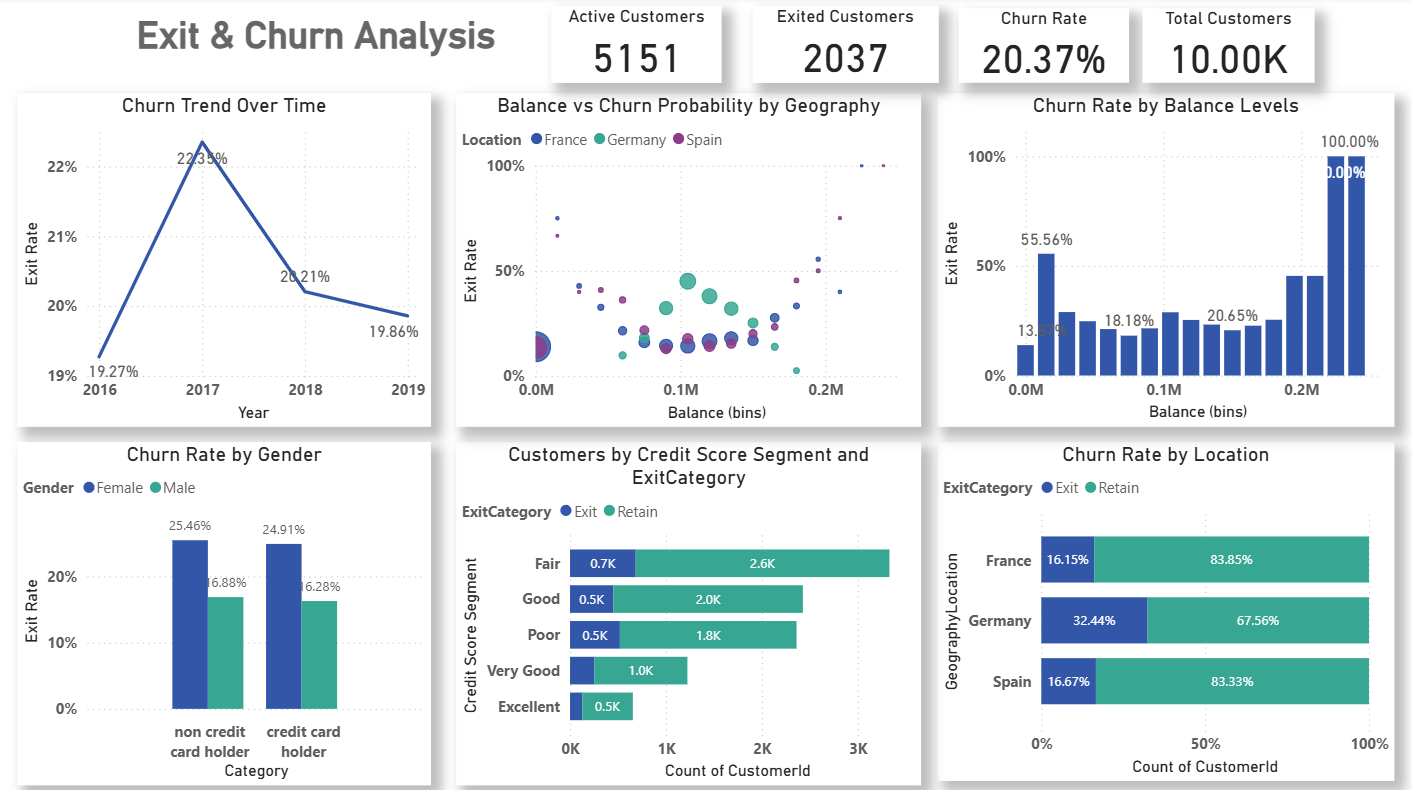 Exit & Churn Analysis
Active Customers
5151
Exited Customers
2037
Churn Rate
20.37%
Total Customers
10.00K
Churn Trend Over Time
Exit Rate
22%
21%
20%
19%
22.35%
20.21%
19.86%
19.27%
2016 2017 2018 2019
Year
Balance vs Churn Probability by Geography
Location France Germany Spain
Exit Rate
100%
50%
0%
0.0M 0.1M 0.2M
Balance (bins)
Churn Rate by Balance Levels
Exit Rate
100%
50%
0%
100.00%
55.56%
18.18%
20.65%
0.0M 0.1M 0.2M
Balance (bins)
Churn Rate by Gender
Gender Female Male
Exit Rate
20%
10%
0%
25.46%
16.88%
24.91%
16.28%
non credit
card holder
credit card
holder
Category
Customers by Credit Score Segment and
ExitCategory
ExitCategory Exit Retain
Credit Score Segment
Fair 0.7K 2.6K
Good 0.5K 2.0K
Poor 0.5K 1.8K
Very Good 1.0K
Excellent 0.5K
0K 1K 2K 3K
Count of CustomerId
Churn Rate by Location
ExitCategory Exit Retain
GeographyLocation
France 16.15% 83.85%
Germany 32.44% 67.56%
Spain 16.67% 83.33%
0% 50% 100%
Count of CustomerId